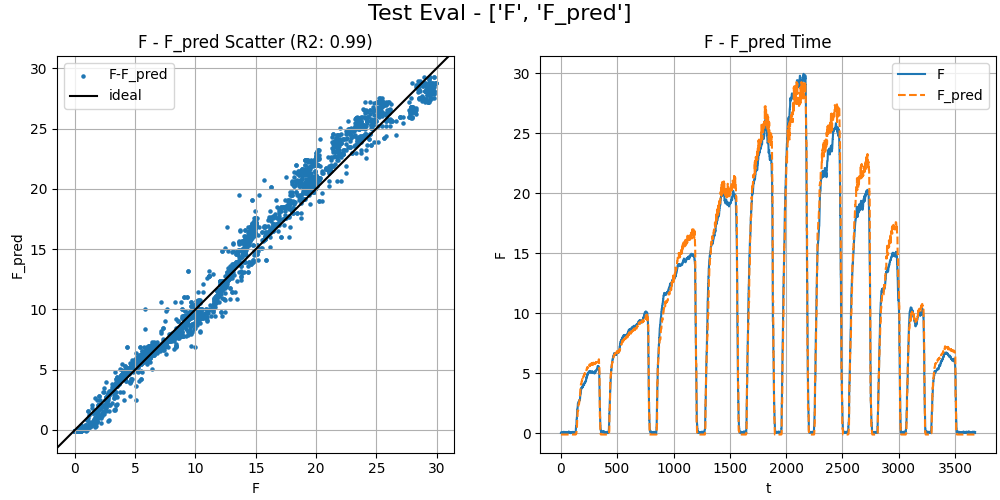 Test Eval - ['F', 'F_pred']
F - F_pred Scatter (R2: 0.99)
F-F_pred
ideal
30
25
20
15
10
5
0
F_pred
0
5
10
15
20
25
30
F
F - F_pred Time
F
F_pred
30
25
20
15
10
5
0
F
0
500
1000
1500
2000
2500
3000
3500
t